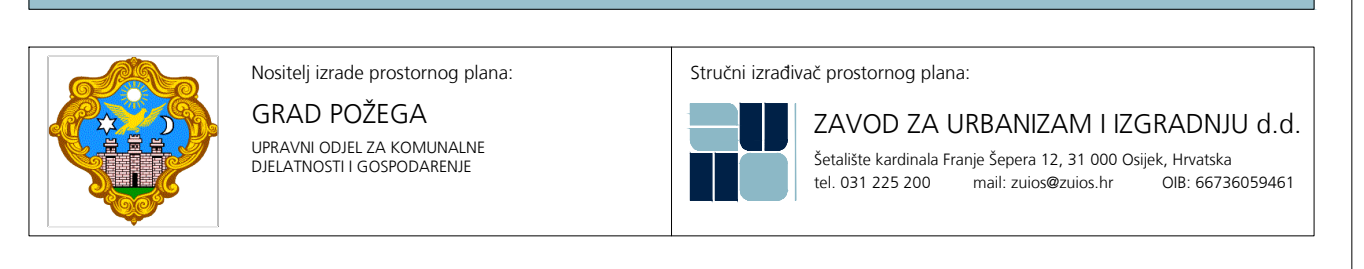 Nositelj izrade prostornog plana:
GRAD POŽEGA
UPRAVNI ODJEL ZA KOMUNALNE
DJELATNOSTI I GOSPODARENJE
Stručni izrađivač prostornog plana:
ZAVOD ZA URBANIZAM I IZGRADNJU d.d.
Šetalište kardinala Franje Šepera 12, 31 000 Osijek, Hrvatska
tel. 031 225 200 mail: zuios@zuios.hr OIB: 66736059461